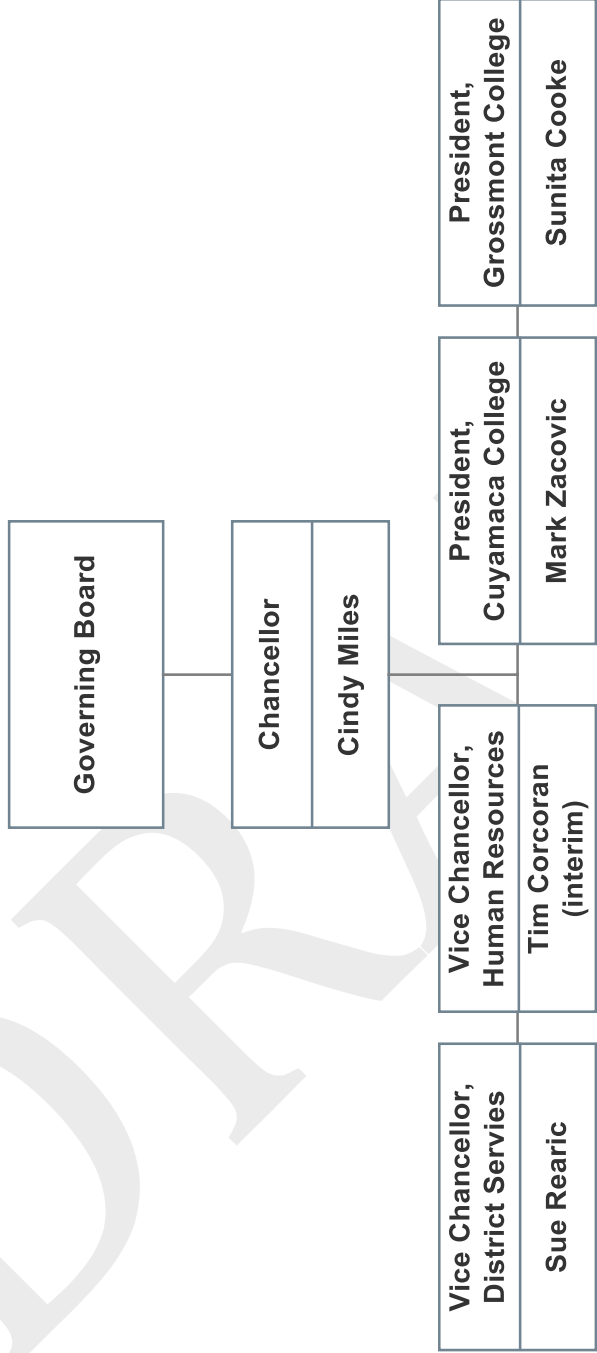 Governing Board
Chancellor
Cindy Miles
Vice Chancellor,
District Servies
Sue Rearic
Vice Chancellor,
Human Resources
Tim Corcoran
(interim)
President,
Cuyamaca College
Mark Zacovic
President,
Grossmont College
Sunita Cooke
DRA